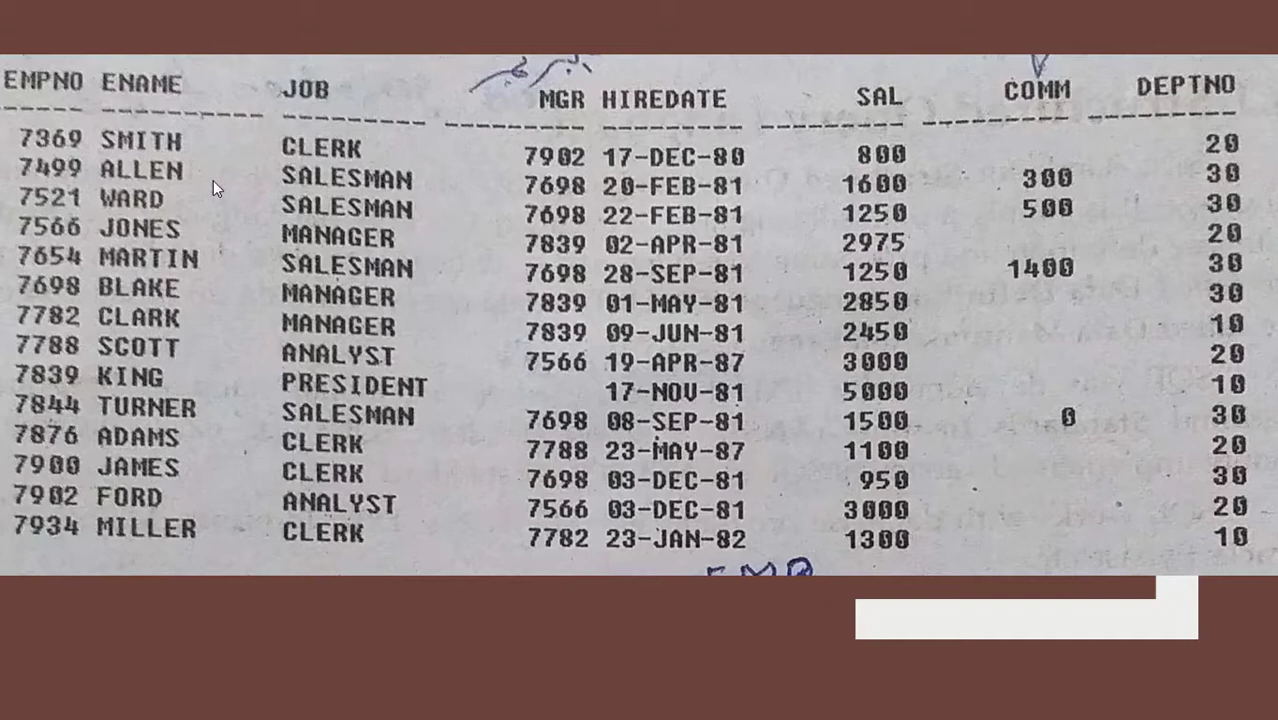 EMPNO ENAME JOB MGR HIREDATE SAL COMM DEPTNO
7369 SMITH CLERK 7902 17-DEC-80 800 20
7499 ALLEN SALESMAN 7698 20-FEB-81 1600 300 30
7521 WARD SALESMAN 7698 22-FEB-81 1250 500 30
7566 JONES MANAGER 7839 02-APR-81 2975 20
7654 MARTIN SALESMAN 7698 28-SEP-81 1250 1400 30
7698 BLAKE MANAGER 7839 01-MAY-81 2850 30
7782 CLARK MANAGER 7839 09-JUN-81 2450 10
7788 SCOTT ANALYST 7566 19-APR-87 3000 20
7839 KING PRESIDENT 17-NOV-81 5000 10
7844 TURNER SALESMAN 7698 08-SEP-81 1500 0 30
7876 ADAMS CLERK 7788 23-MAY-87 1100 20
7900 JAMES CLERK 7698 03-DEC-81 950 30
7902 FORD ANALYST 7566 03-DEC-81 3000 20
7934 MILLER CLERK 7782 23-JAN-82 1300 10